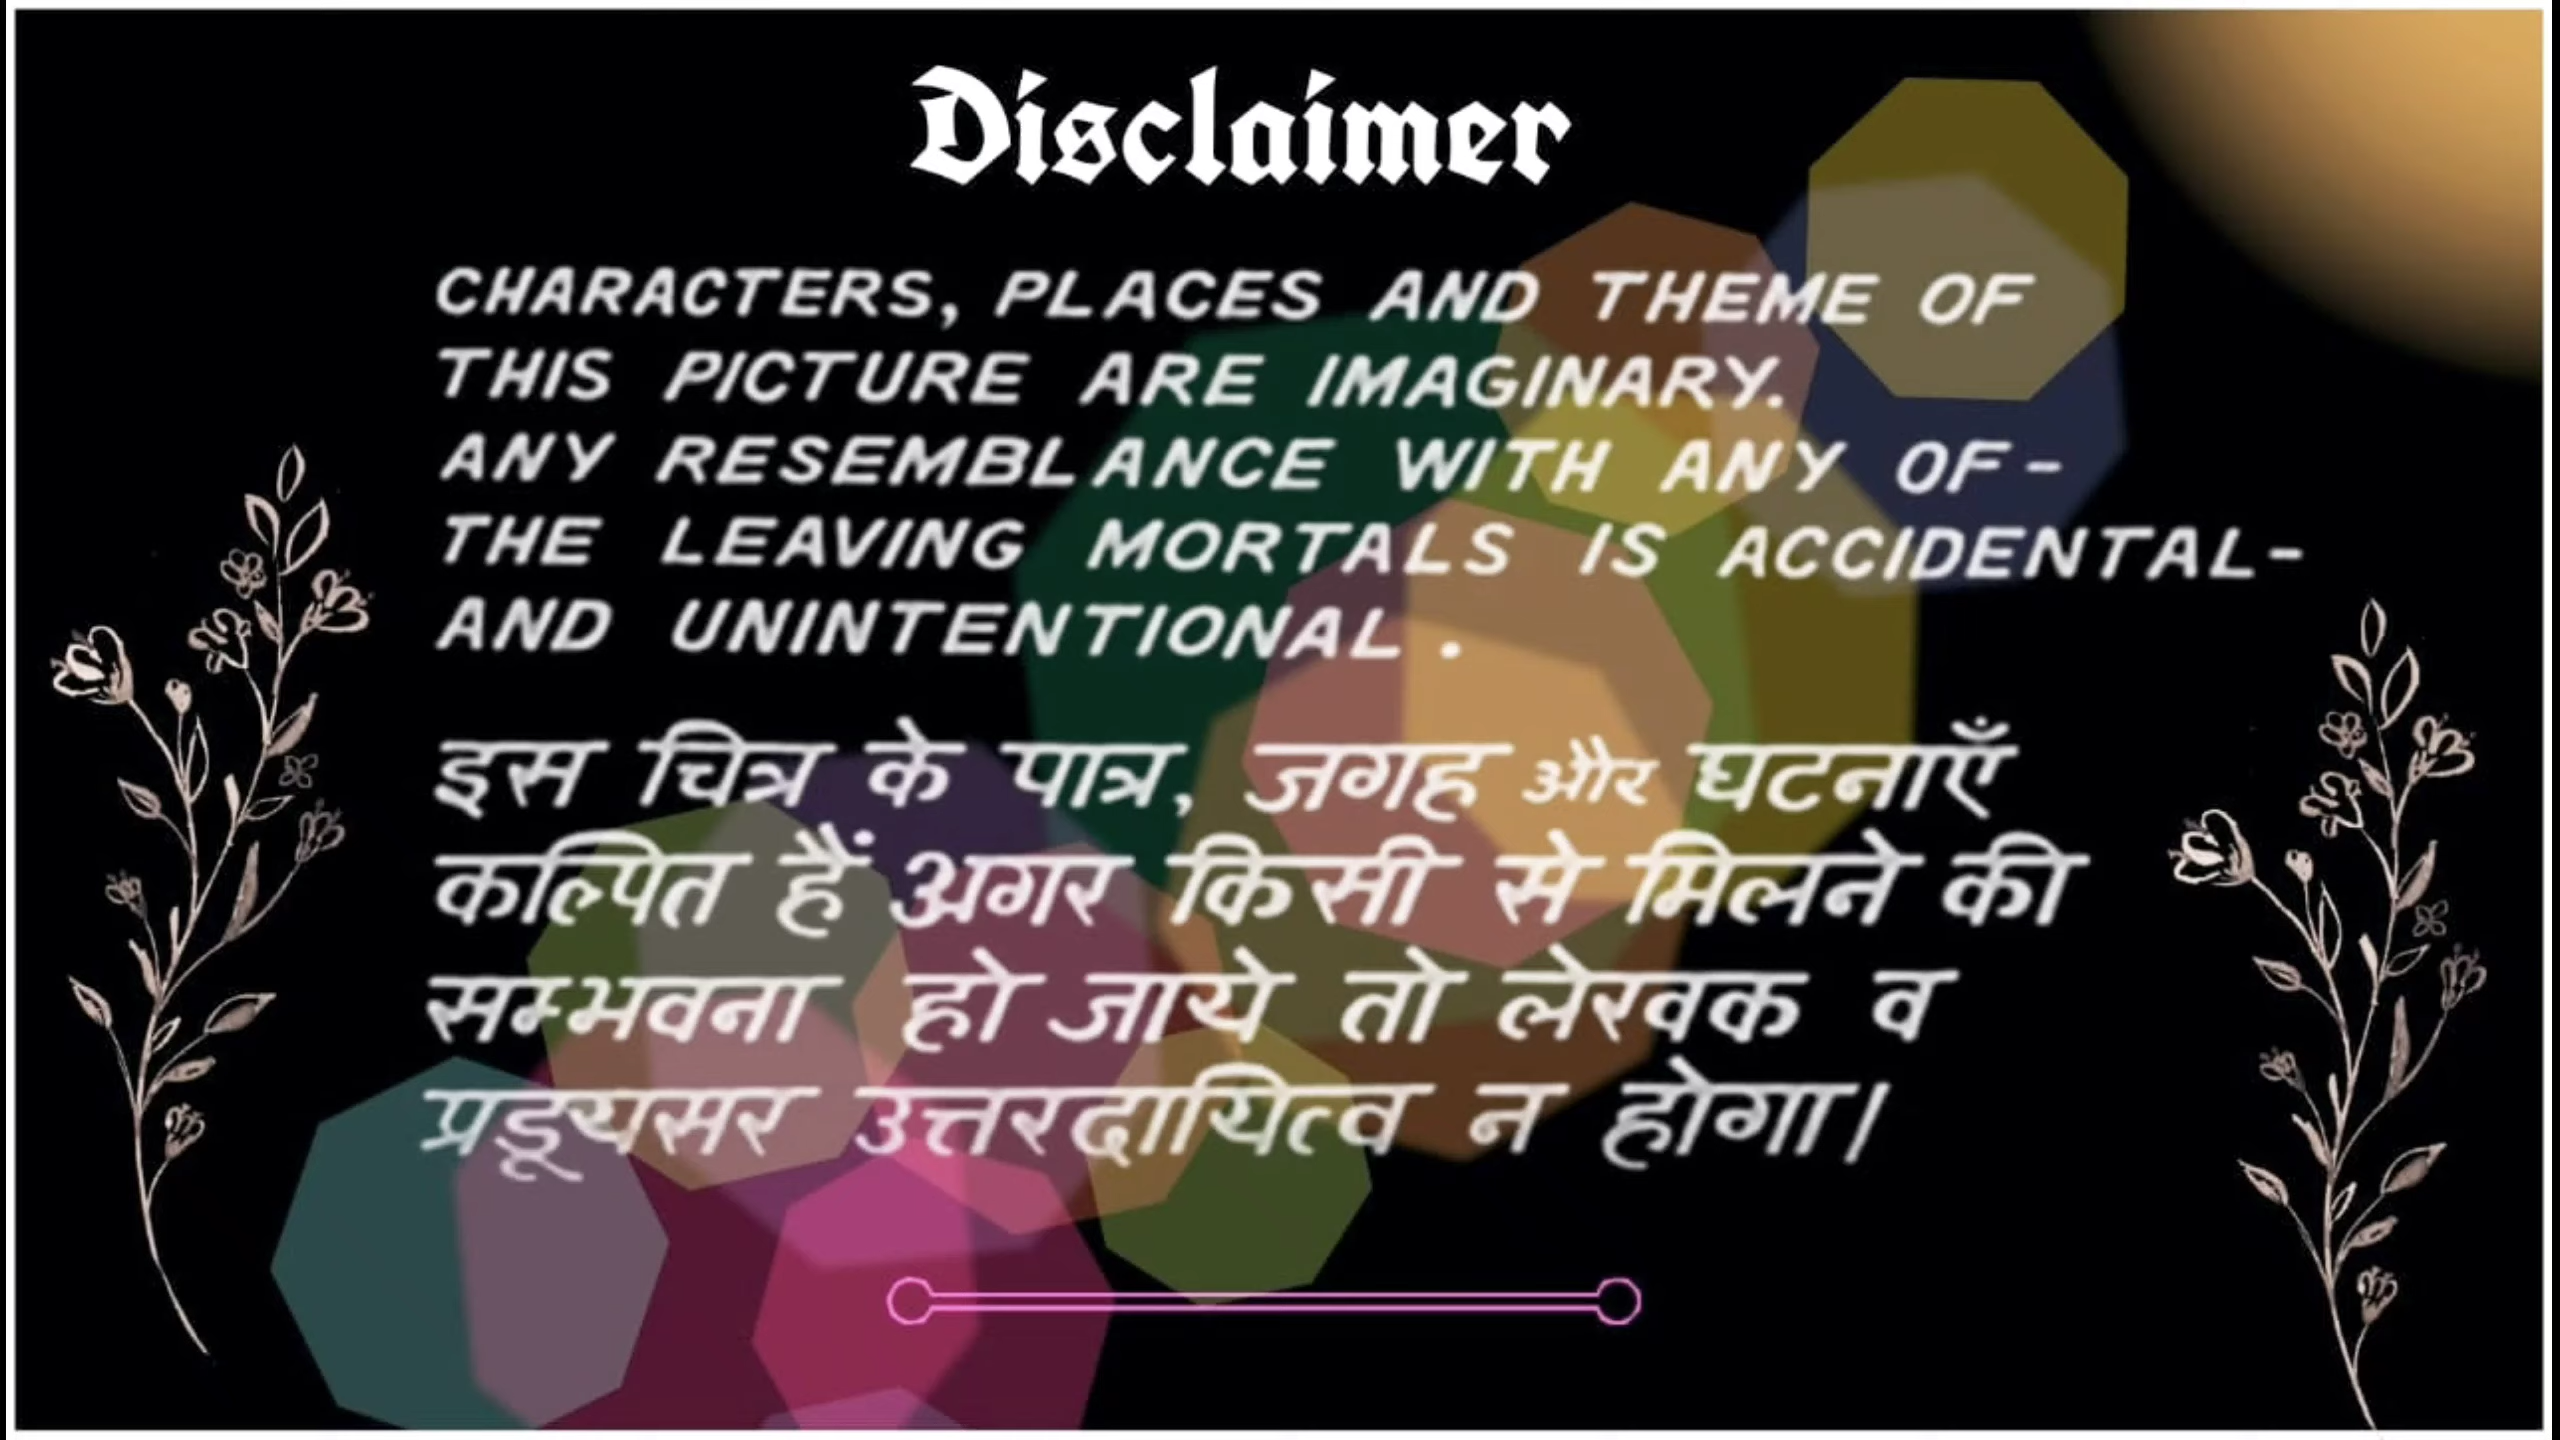 Disclaimer
CHARACTERS, PLACES AND THEME OF
THIS PICTURE ARE IMAGINARY.
ANY RESEMBLANCE WITH ANY OF-
THE LEAVING MORTALS IS ACCIDENTAL-
AND UNINTENTIONAL.
इस चित्र के पात्र, जगह और घटनाएँ
कल्पित हैं अगर किसी से मिलने की
सम्भवना हो जाये तो लेखक व
प्रडूयसर उत्तरदायित्व न होगा।